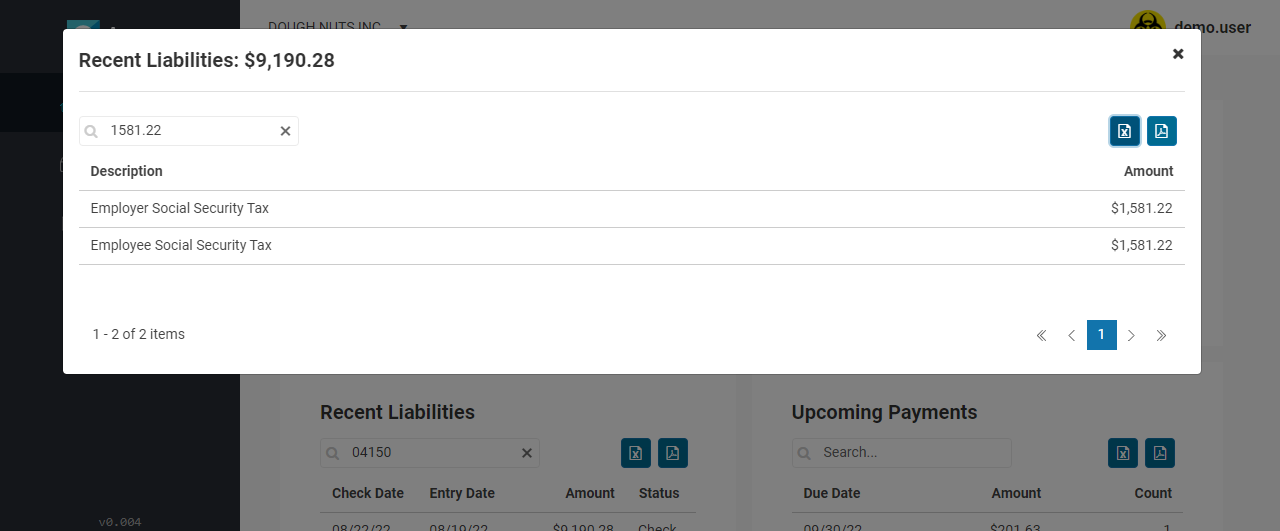 DOUGH NUTS INC
demo.user
Recent Liabilities: $9,190.28
1581.22
Description Amount
Employer Social Security Tax $1,581.22
Employee Social Security Tax $1,581.22
1 - 2 of 2 items
1
Recent Liabilities Upcoming Payments
04150 Search...
Check Date Entry Date Amount Status Due Date Amount Count
08/22/22 08/19/22 $9,190.28 Check 09/30/22 $201.63 1
v0.004